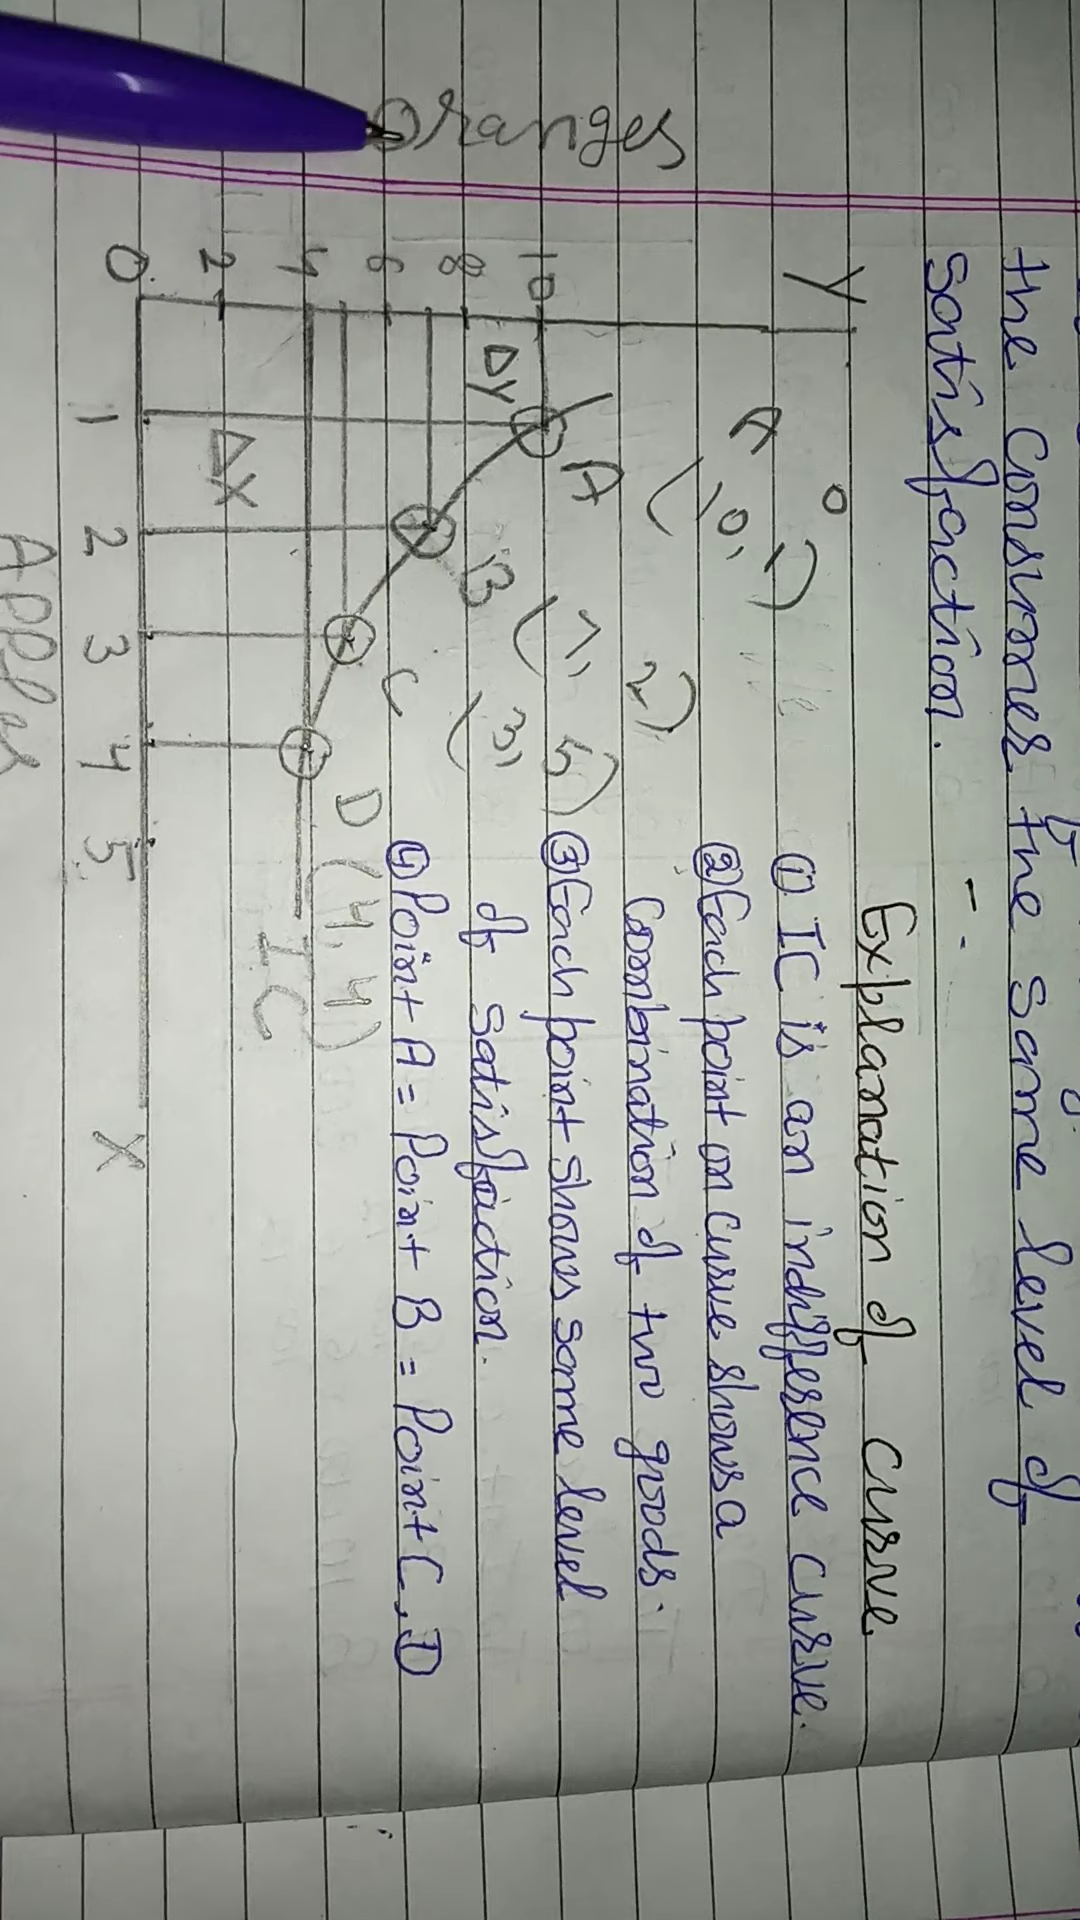 the consumer the same level of
satisfaction.
Explanation of curve
① IC is an indifference curve.
② Each point on curve shows a
combination of two goods.
③ Each point shows same level
of satisfaction.
④ Point A = Point B = Point C, D
Oranges
Y
10
8
6
4
2
0
1
2
3
4
5
X
Apples
ΔY
ΔX
A (10, 1)
B (7, 2)
C (3, 5)
D (4, 4)
IC